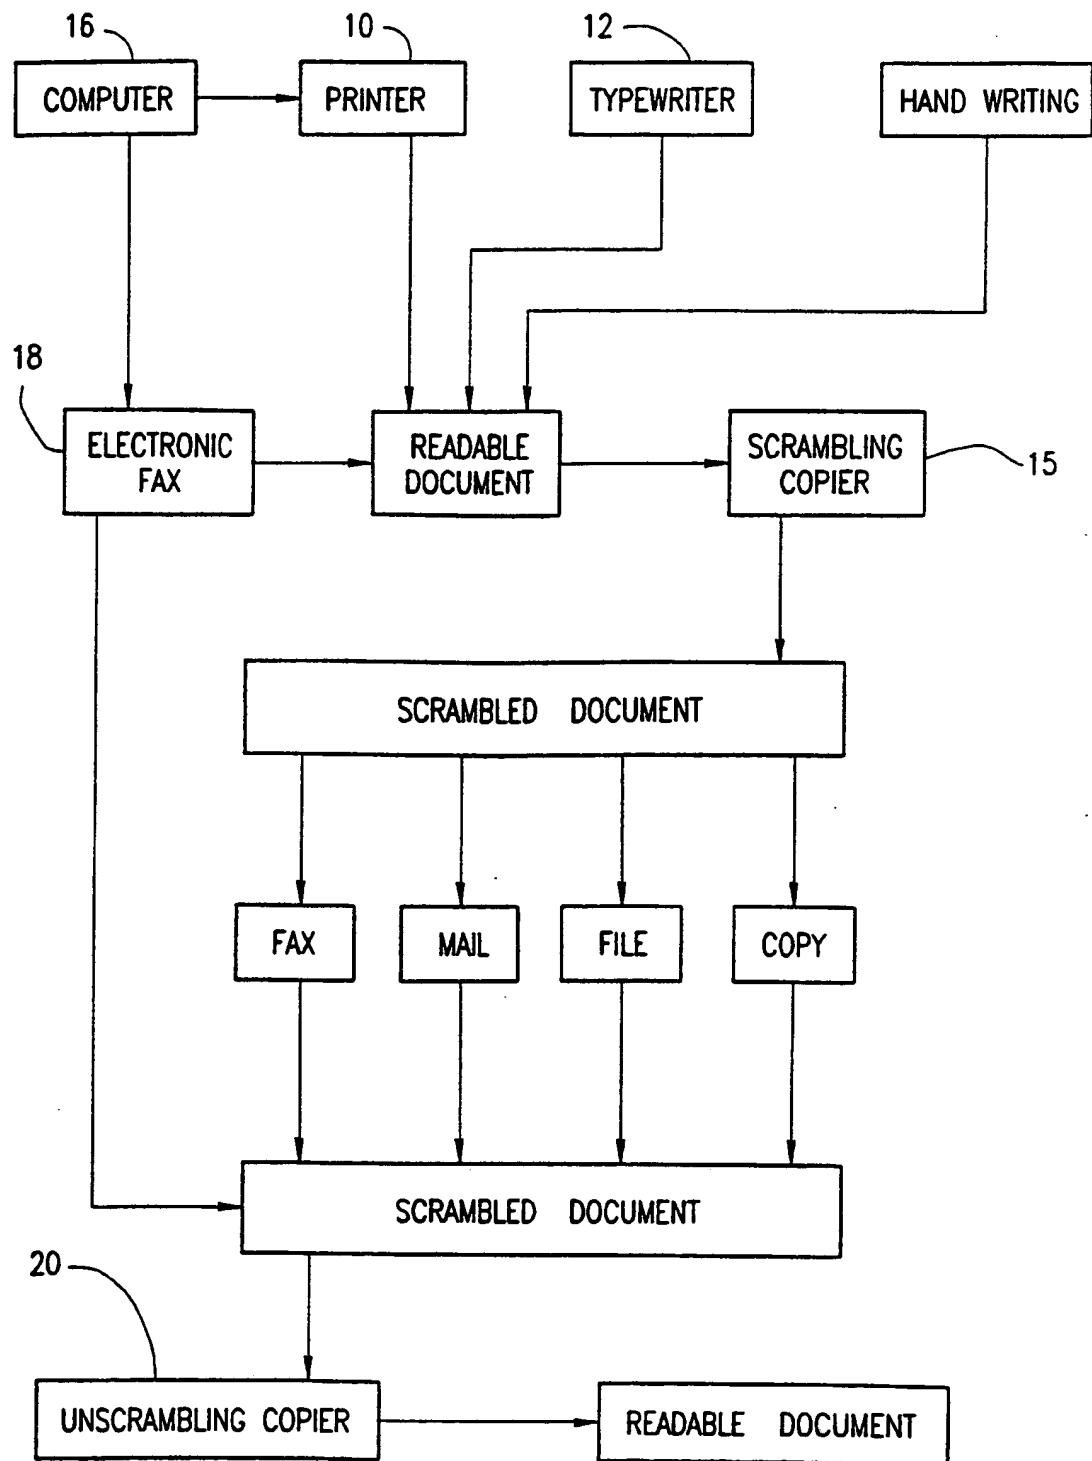 16
10
12
COMPUTER
PRINTER
TYPEWRITER
HAND WRITING
18
ELECTRONIC
FAX
READABLE
DOCUMENT
SCRAMBLING
COPIER
15
SCRAMBLED DOCUMENT
FAX
MAIL
FILE
COPY
SCRAMBLED DOCUMENT
20
UNSCRAMBLING COPIER
READABLE DOCUMENT